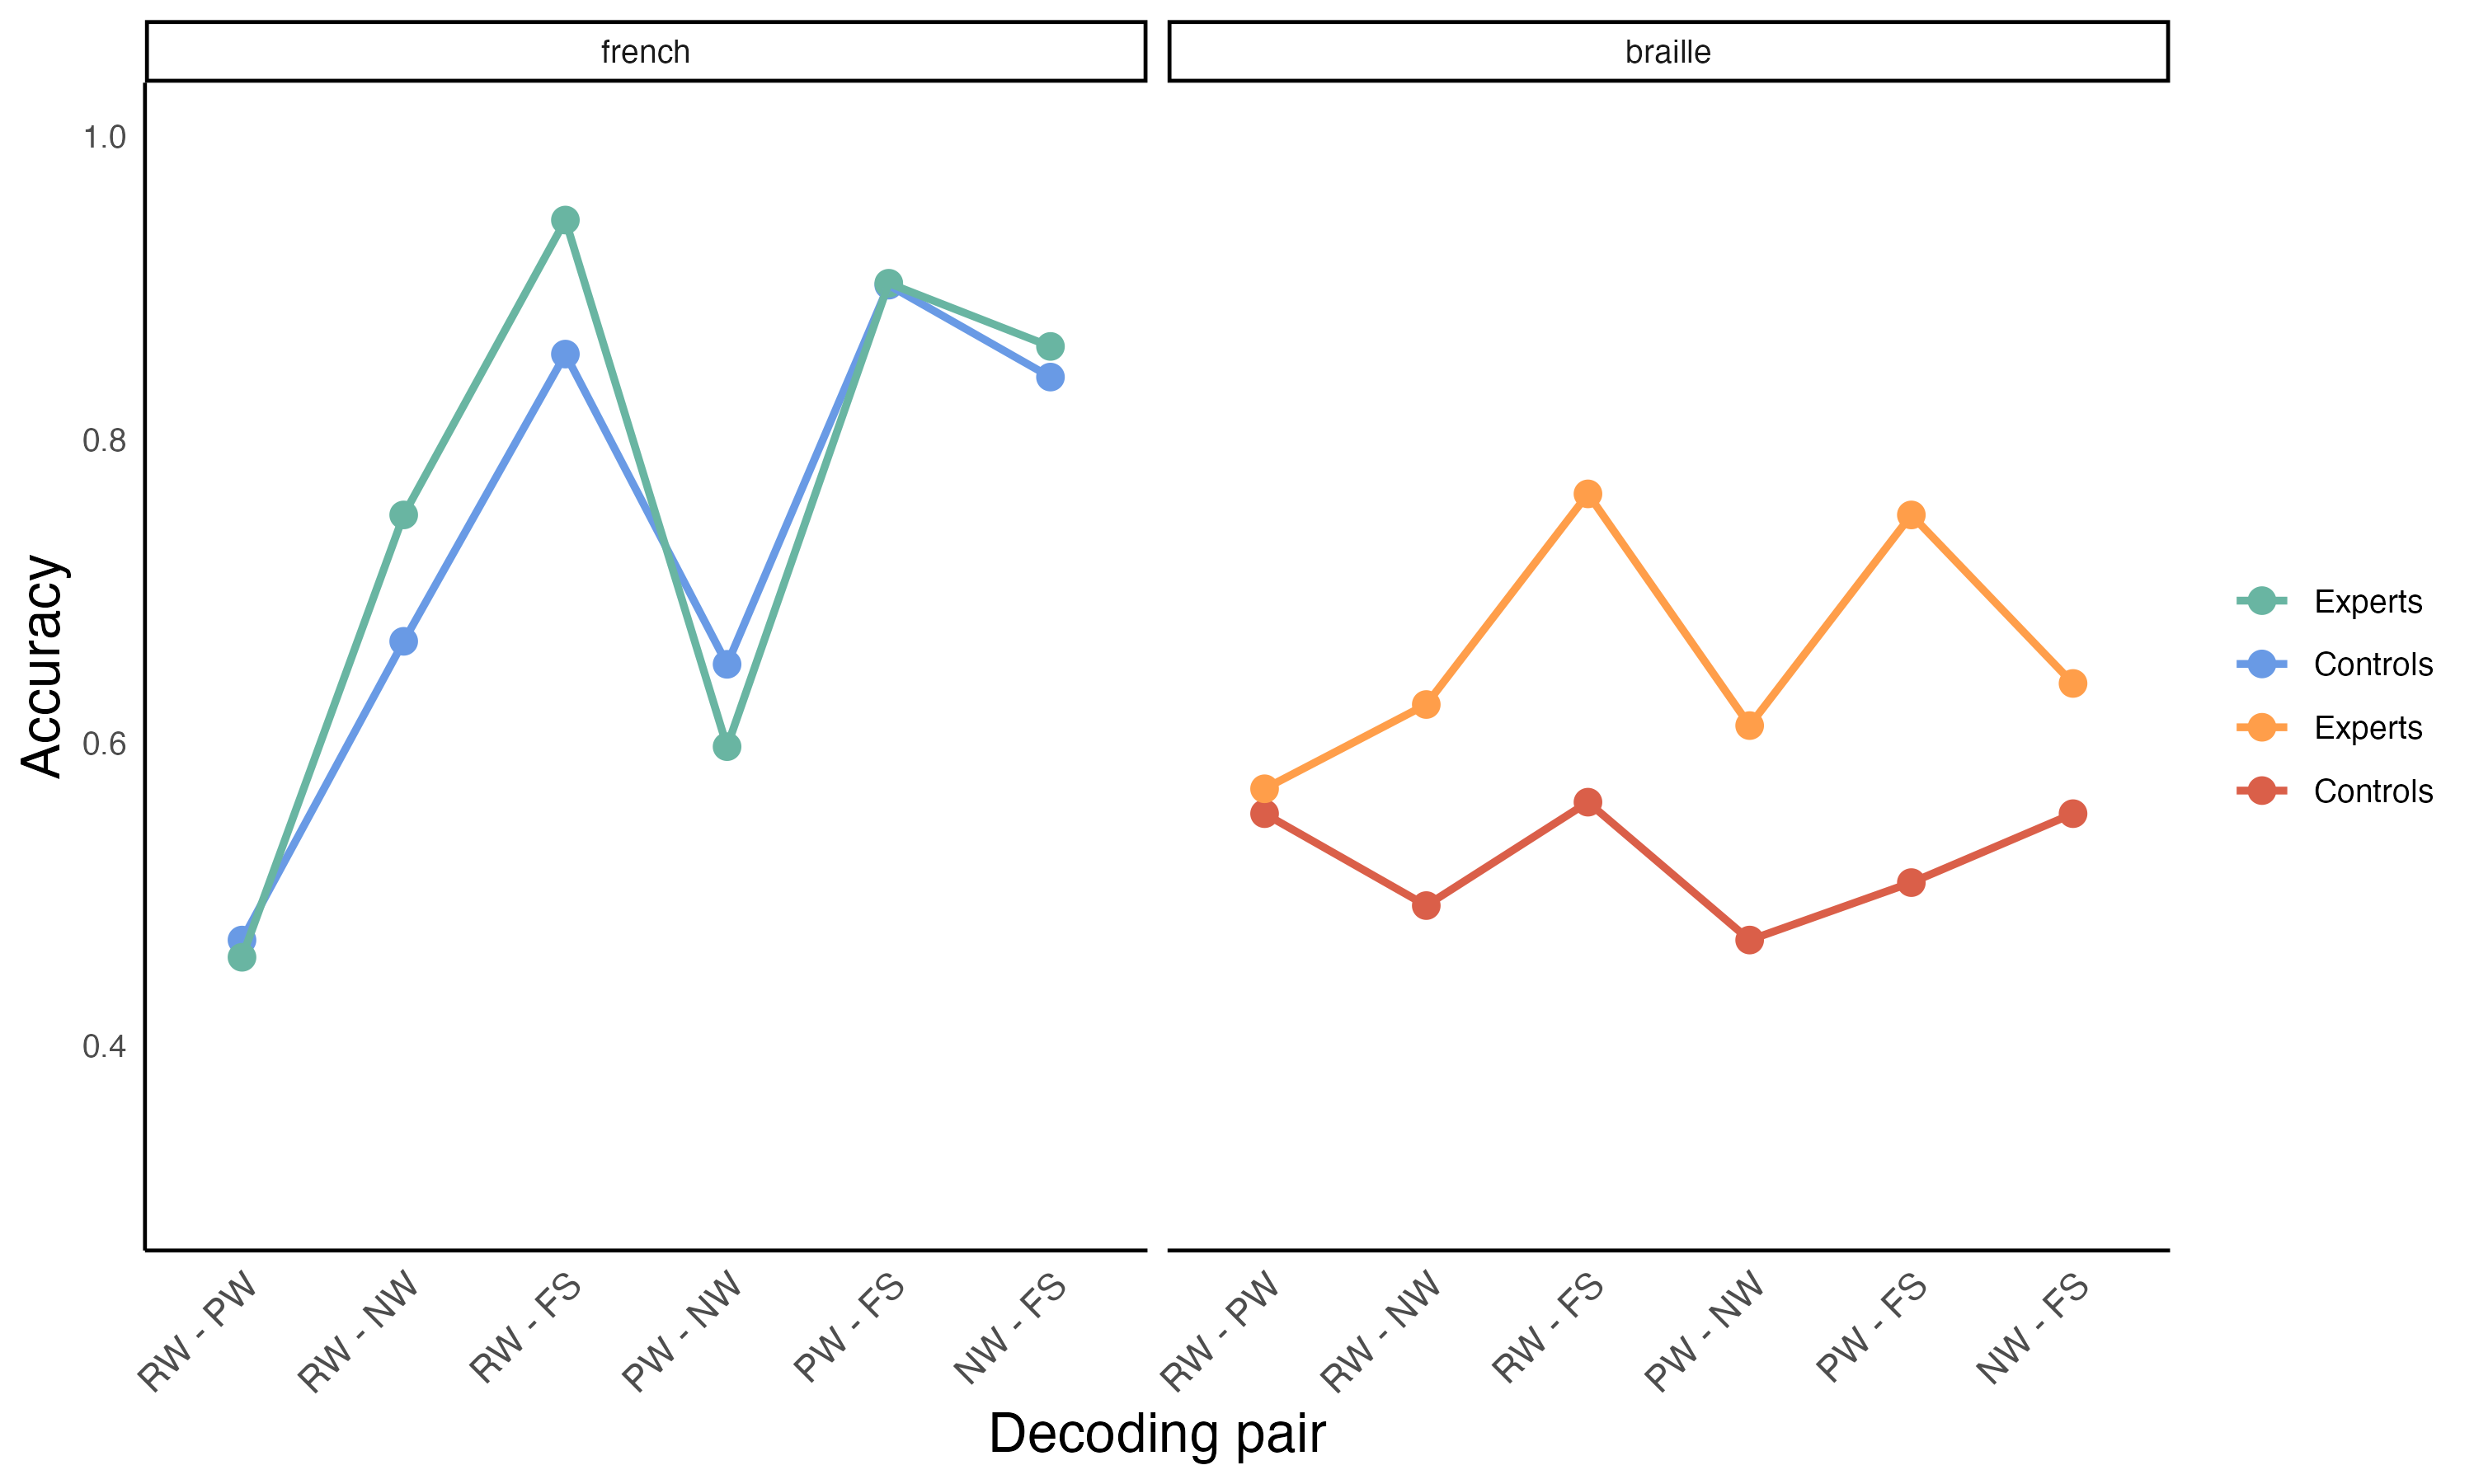 french
braille
Accuracy
1.0
0.8
0.6
0.4
RW - PW
RW - NW
RW - FS
PW - NW
PW - FS
NW - FS
RW - PW
RW - NW
RW - FS
PW - NW
PW - FS
NW - FS
Decoding pair
Experts
Controls
Experts
Controls